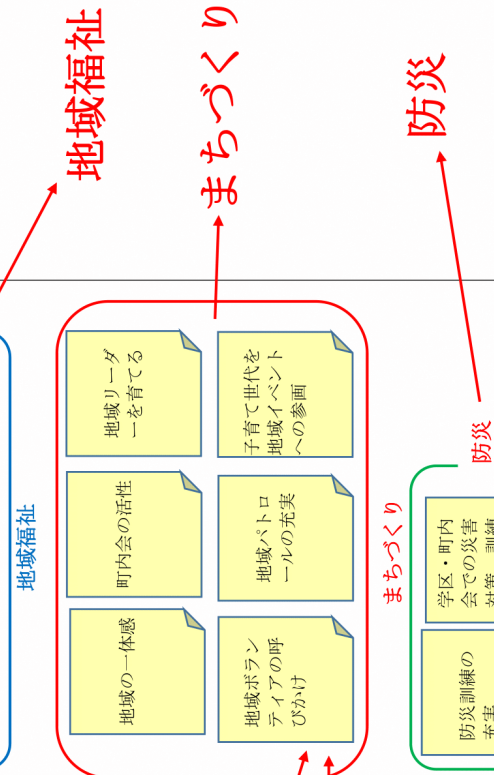 地域福祉
地域福祉
地域の一体感
町内会の活性
地域リーダ
ーを育てる
まちづくり
地域ボラン
ティアの呼
びかけ
地域パトロ
ールの充実
子育て世代を
地域イベント
への参画
まちづくり
防災
防災
防災訓練の
充実
学区・町内
会での災害